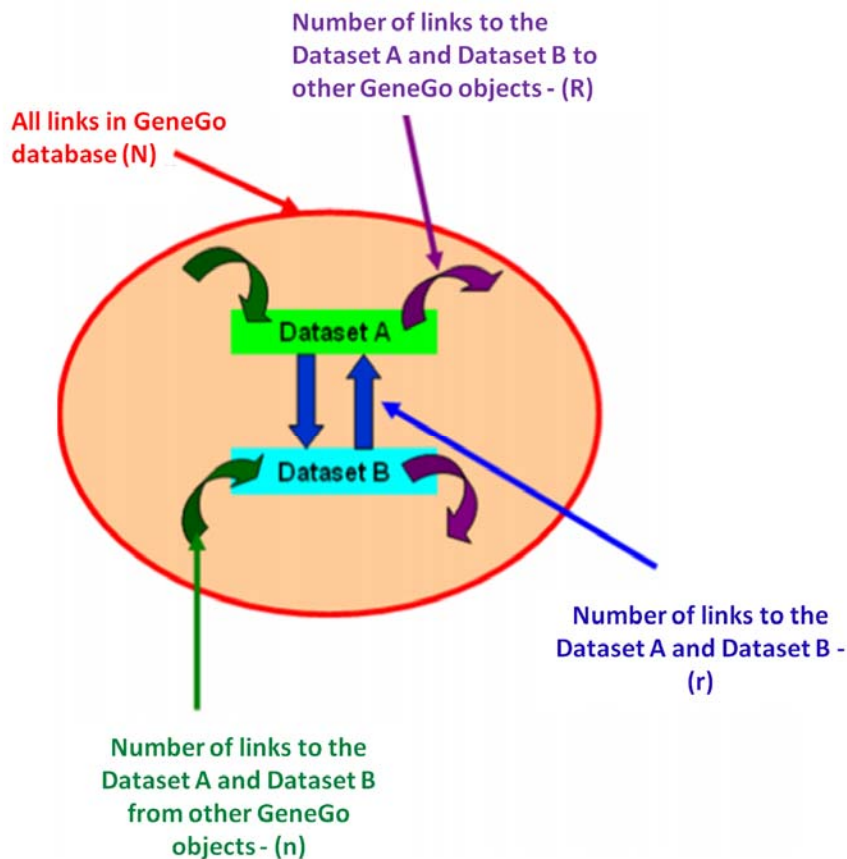 Number of links to the
Dataset A and Dataset B to
other GeneGo objects - (R)
All links in GeneGo
database (N)
Dataset A
Dataset B
Number of links to the
Dataset A and Dataset B -
(r)
Number of links to the
Dataset A and Dataset B
from other GeneGo
objects - (n)